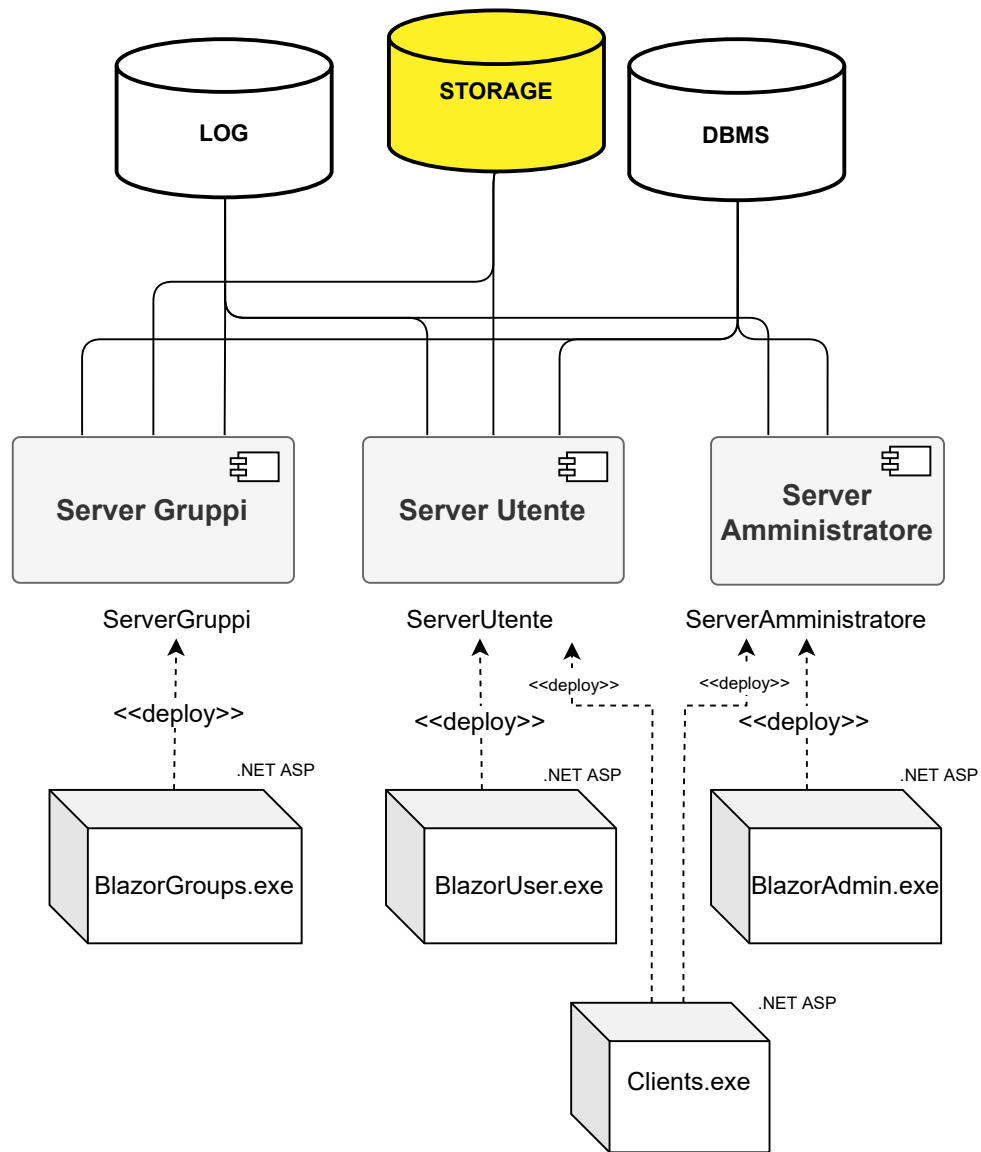 STORAGE
LOG
DBMS
Server Gruppi
Server Utente
Server
Amministratore
ServerGruppi
ServerUtente
ServerAmministratore
<<deploy>>
<<deploy>>
<<deploy>>
<<deploy>>
<<deploy>>
.NET ASP
.NET ASP
.NET ASP
BlazorGroups.exe
BlazorUser.exe
BlazorAdmin.exe
.NET ASP
Clients.exe